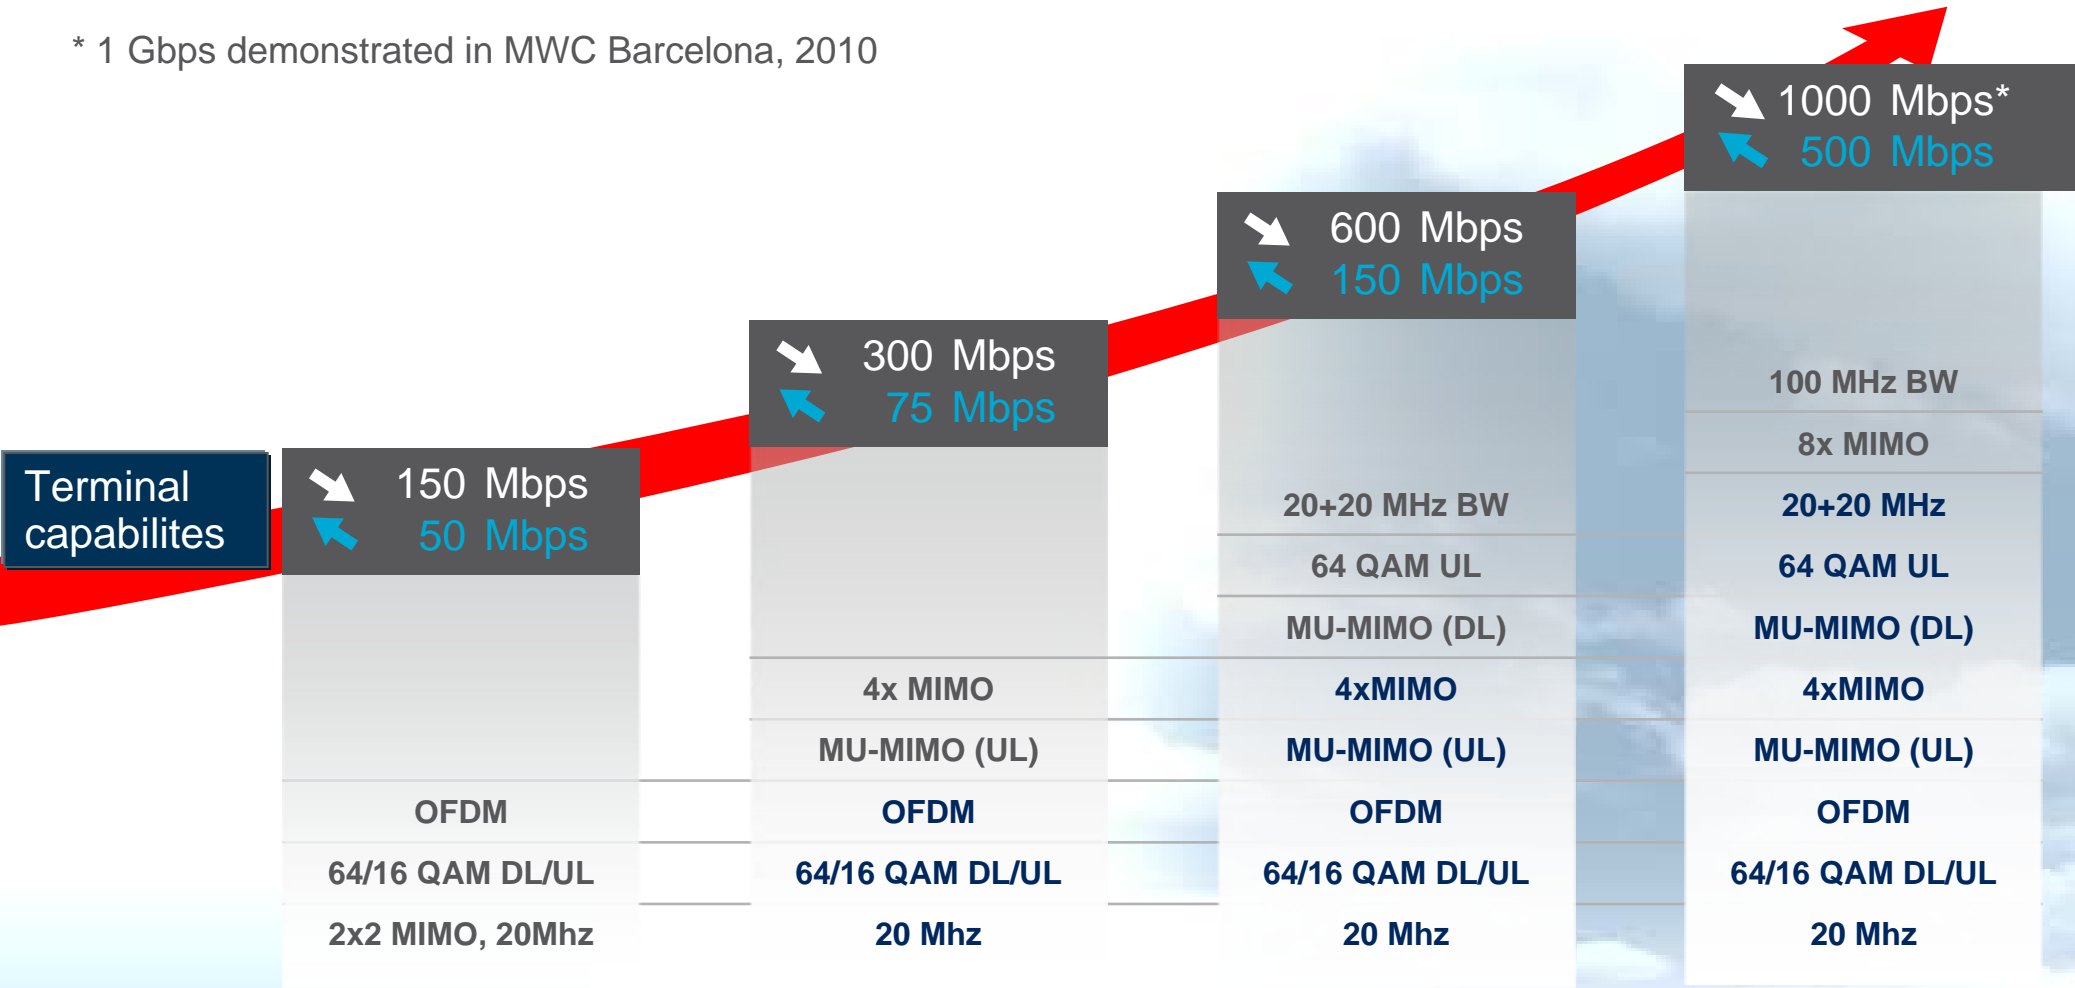 * 1 Gbps demonstrated in MWC Barcelona, 2010
Terminal
capabilites
150 Mbps
50 Mbps
OFDM
64/16 QAM DL/UL
2x2 MIMO, 20Mhz
300 Mbps
75 Mbps
4x MIMO
MU-MIMO (UL)
OFDM
64/16 QAM DL/UL
20 Mhz
600 Mbps
150 Mbps
20+20 MHz BW
64 QAM UL
MU-MIMO (DL)
4xMIMO
MU-MIMO (UL)
OFDM
64/16 QAM DL/UL
20 Mhz
1000 Mbps*
500 Mbps
100 MHz BW
8x MIMO
20+20 MHz
64 QAM UL
MU-MIMO (DL)
4xMIMO
MU-MIMO (UL)
OFDM
64/16 QAM DL/UL
20 Mhz